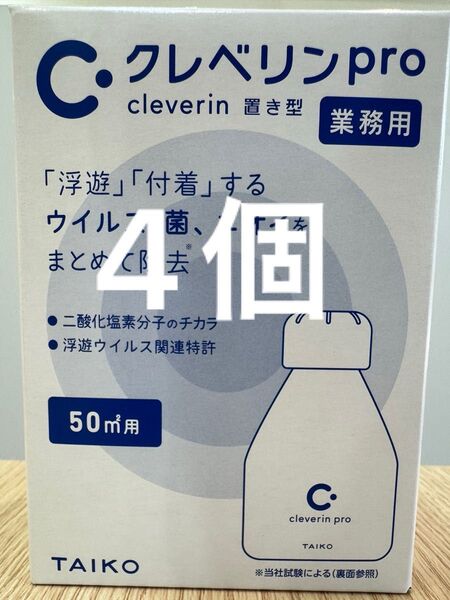 クレベリンpro
cleverin 置き型
業務用
「浮遊」「付着」する
ウイルス 菌、 を
まとめて除去※
4個
●二酸化塩素分子のチカラ
●浮遊ウイルス関連特許
50㎡用
cleverin pro
TAIKO
TAIKO
※当社試験による(裏面参照)